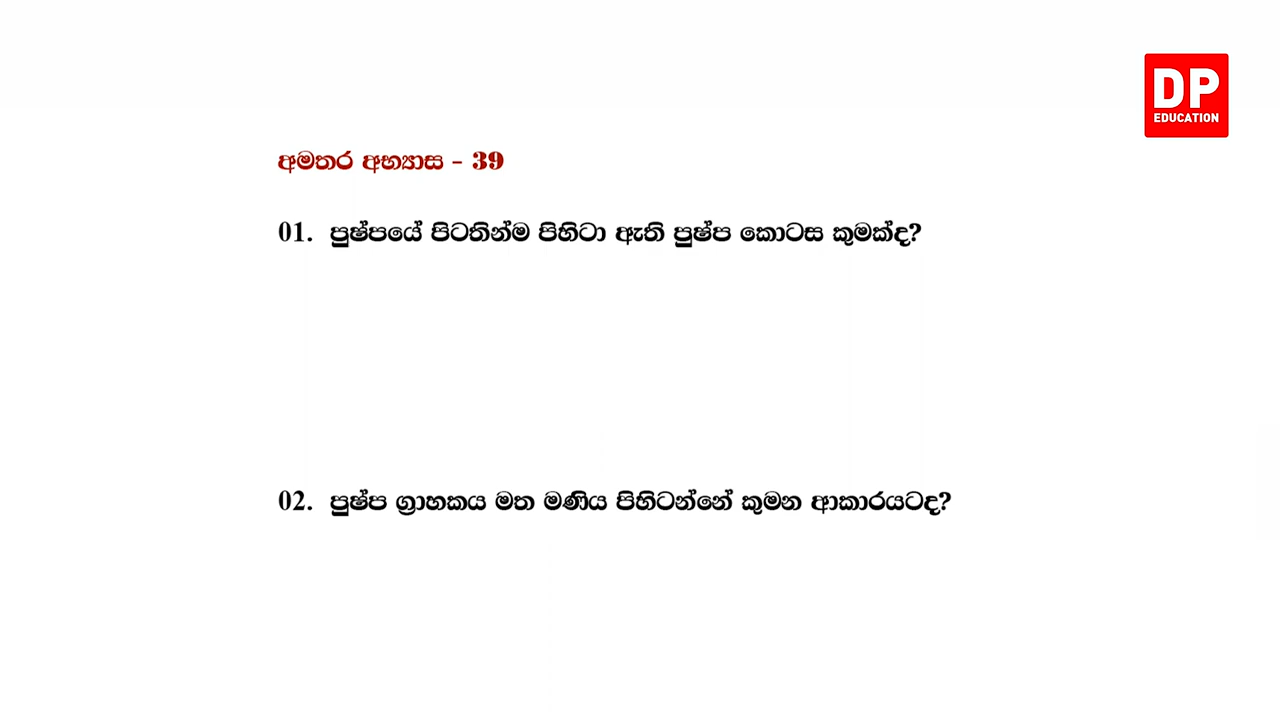 DP
EDUCATION
අමතර අභ්‍යාස - 39
01. පුෂ්පයේ පිටතින්ම පිහිටා ඇති පුෂ්ප කොටස කුමක්ද?
02. පුෂ්ප ග්‍රාහකය මත මණිය පිහිටන්නේ කුමන ආකාරයටද?